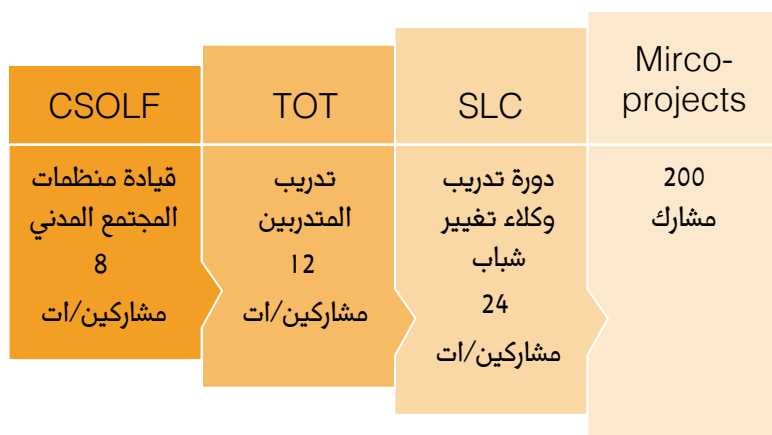 CSOLF
قيادة منظمات
المجتمع المدني
8
مشاركين/ات
TOT
تدريب
المتدربين
12
مشاركين/ات
SLC
دورة تدريب
وكلاء تغيير
شباب
24
مشاركين/ات
Mirco-
projects
200
مشارك